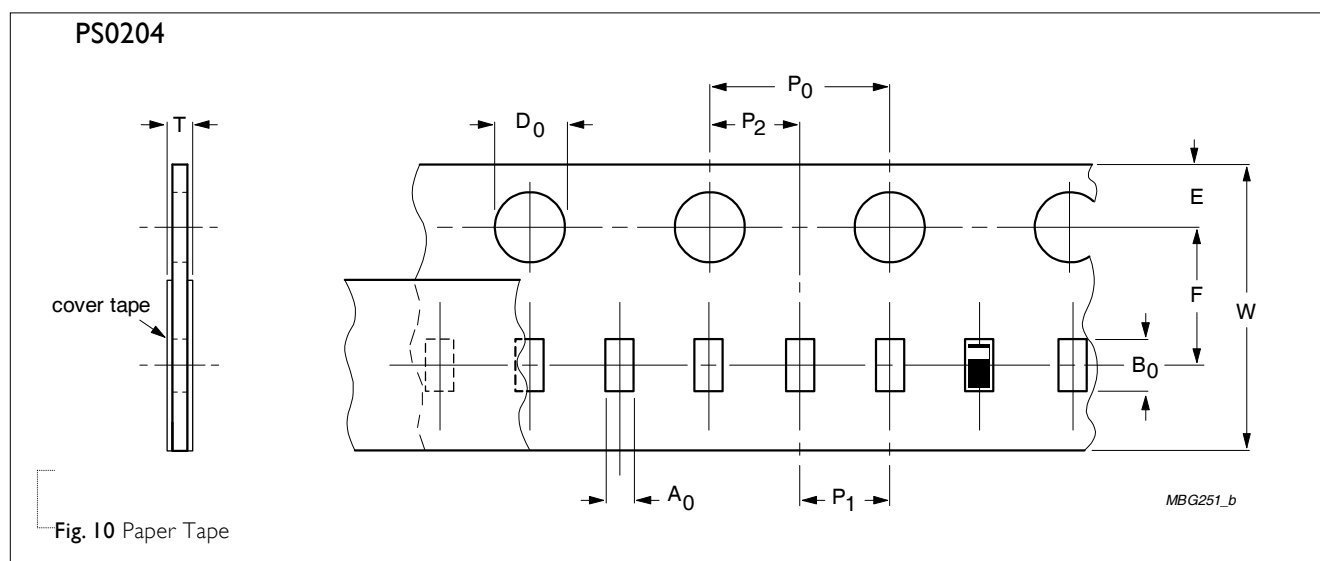 PS0204
P0
P2
D0
T
E
F
W
cover tape
B0
A0
P1
MBG251_b
Fig. 10 Paper Tape